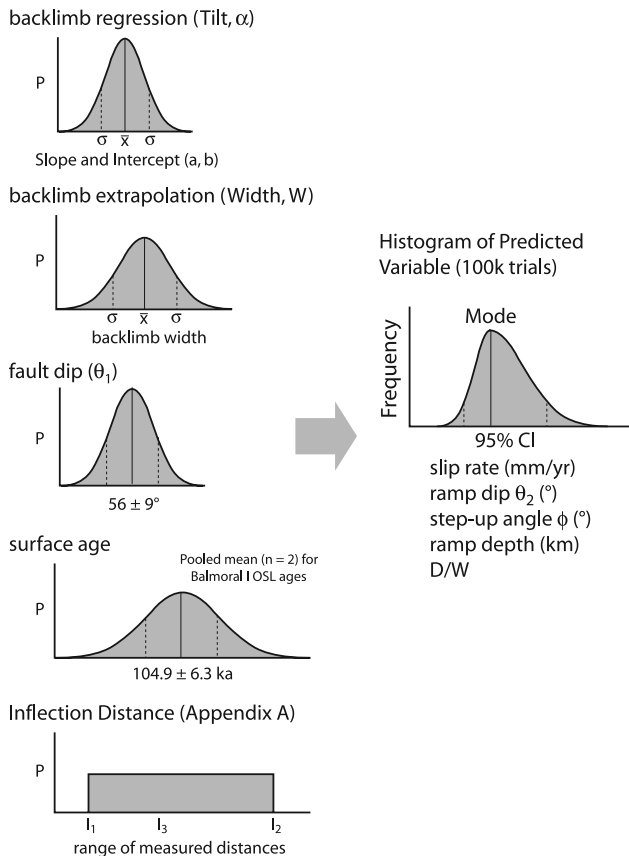 backlimb regression (Tilt, α)
P
σ x̄ σ
Slope and Intercept (a, b)
backlimb extrapolation (Width, W)
P
σ x̄ σ
backlimb width
fault dip (θ₁)
P
56 ± 9°
surface age
Pooled mean (n = 2) for
Balmoral I OSL ages
P
104.9 ± 6.3 ka
Inflection Distance (Appendix A)
P
I₁ I₃ I₂
range of measured distances
Histogram of Predicted
Variable (100k trials)
Mode
Frequency
95% CI
slip rate (mm/yr)
ramp dip θ₂ (°)
step-up angle ϕ (°)
ramp depth (km)
D/W